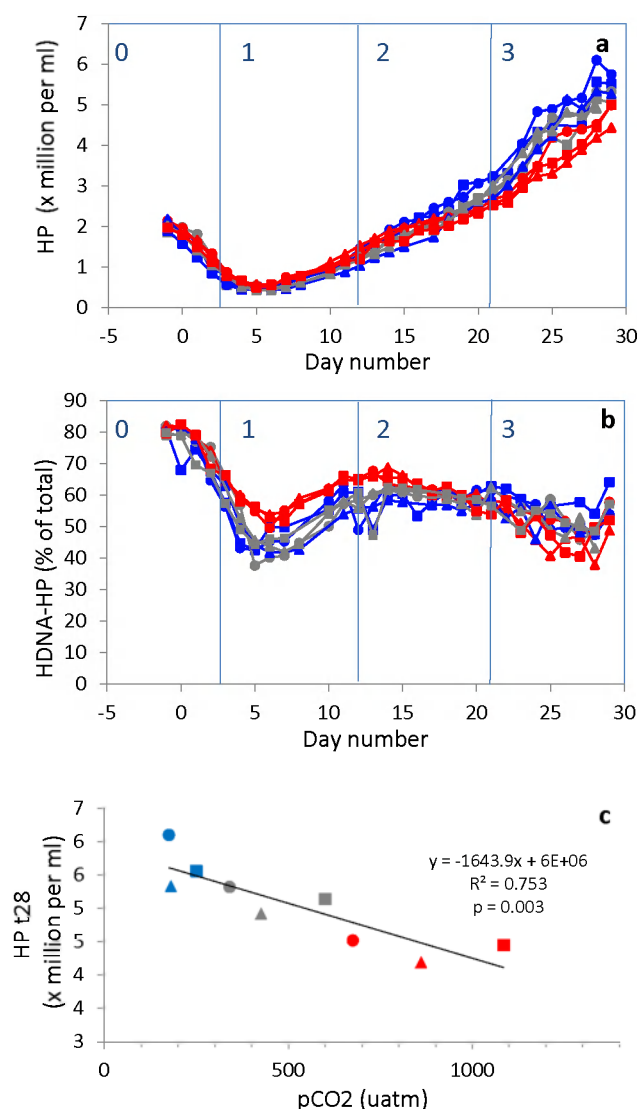 7
6
5
4
3
2
1
0
HP (x million per ml)
0 1 2 3 a
-5 0 5 10 15 20 25 30
Day number
90
80
70
60
50
40
30
20
10
0
HDNA-HP (% of total)
0 1 2 3 b
-5 0 5 10 15 20 25 30
Day number
7
6
6
5
5
4
4
3
HP t28
(x million per ml)
c
y = -1643.9x + 6E+06
R² = 0.753
p = 0.003
0 500 1000
pCO2 (uatm)